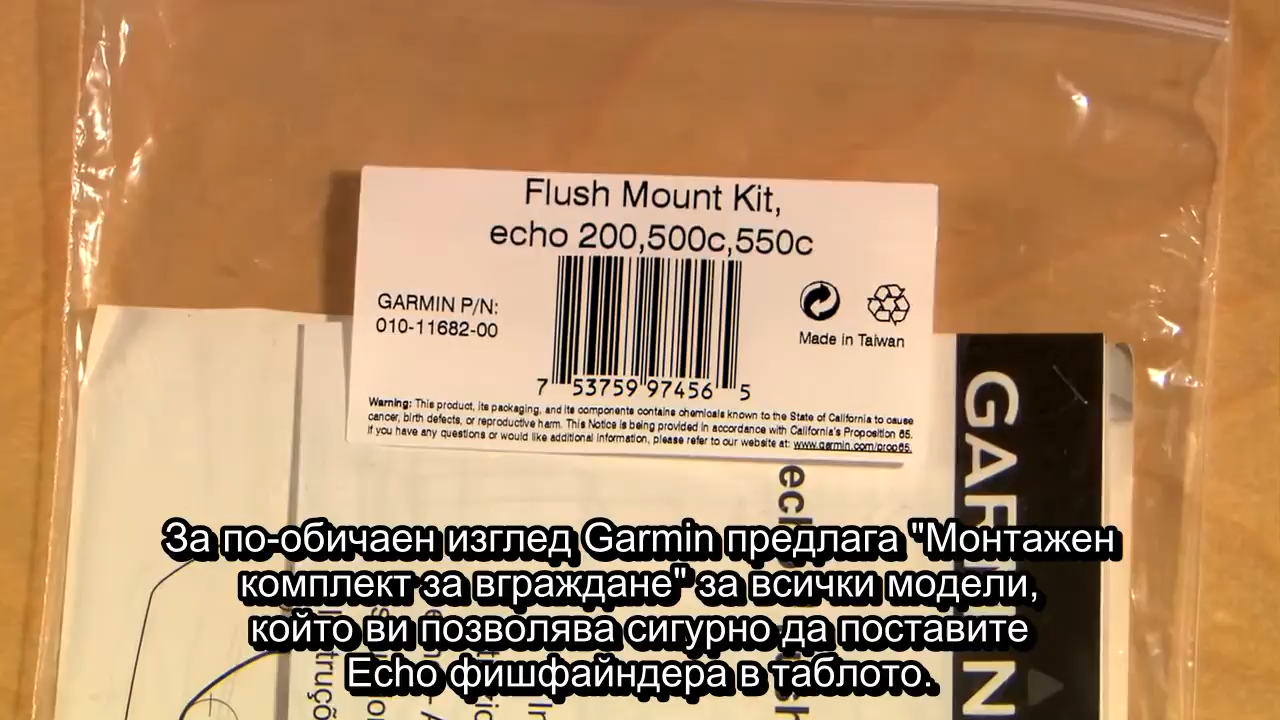 Flush Mount Kit,
echo 200,500c,550c
GARMIN P/N:
010-11682-00
7 53759 97456 5
Made in Taiwan
Warning: This product, its packaging, and its components contains chemicals known to the State of California to cause
cancer, birth defects, or reproductive harm. This Notice is being provided in accordance with California's Proposition 65.
If you have any questions or would like additional information, please refer to our website at: www.garmin.com/prop65.
GARMIN
За по-обичаен изглед Garmin предлага "Монтажен
комплект за вграждане" за всички модели,
който ви позволява сигурно да поставите
Echo фишфайндера в таблото.